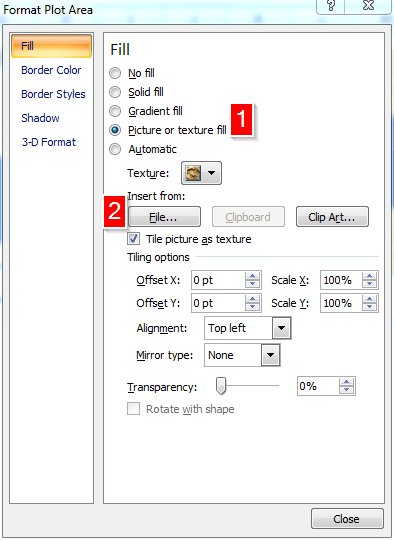 Format Plot Area
?
Fill
Border Color
Border Styles
Shadow
3-D Format
Fill
No fill
Solid fill
Gradient fill
Picture or texture fill 1
Automatic
Texture:
Insert from:
2 File... Clipboard Clip Art...
Tile picture as texture
Tiling options
Offset X: 0 pt Scale X: 100%
Offset Y: 0 pt Scale Y: 100%
Alignment: Top left
Mirror type: None
Transparency: 0%
Rotate with shape
Close